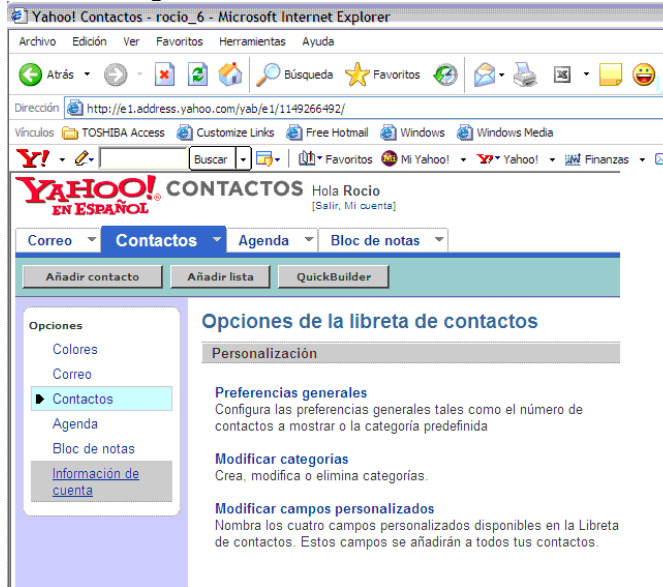 Yahoo! Contactos - rocio_6 - Microsoft Internet Explorer
Archivo Edición Ver Favoritos Herramientas Ayuda
Atrás Búsqueda Favoritos
Dirección http://e1.address.yahoo.com/yab/e1/1149266492/
Vínculos TOSHIBA Access Customize Links Free Hotmail Windows Windows Media
Y! Buscar Favoritos Mi Yahoo! Yahoo! Finanzas
YAHOO! CONTACTOS Hola Rocio
EN ESPAÑOL [Salir, Mi cuenta]
Correo Contactos Agenda Bloc de notas
Añadir contacto Añadir lista QuickBuilder
Opciones
Colores
Correo
Contactos
Agenda
Bloc de notas
Información de
cuenta
Opciones de la libreta de contactos
Personalización
Preferencias generales
Configura las preferencias generales tales como el número de
contactos a mostrar o la categoría predefinida
Modificar categorías
Crea, modifica o elimina categorías.
Modificar campos personalizados
Nombra los cuatro campos personalizados disponibles en la Libreta
de contactos. Estos campos se añadirán a todos tus contactos.